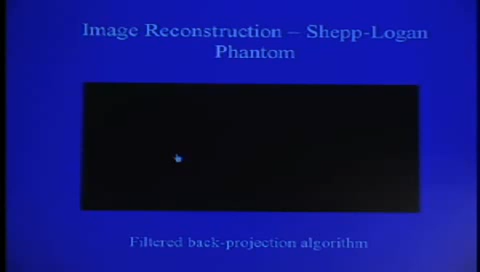 Image Reconstruction – Shepp-Logan
Phantom
Filtered back-projection algorithm